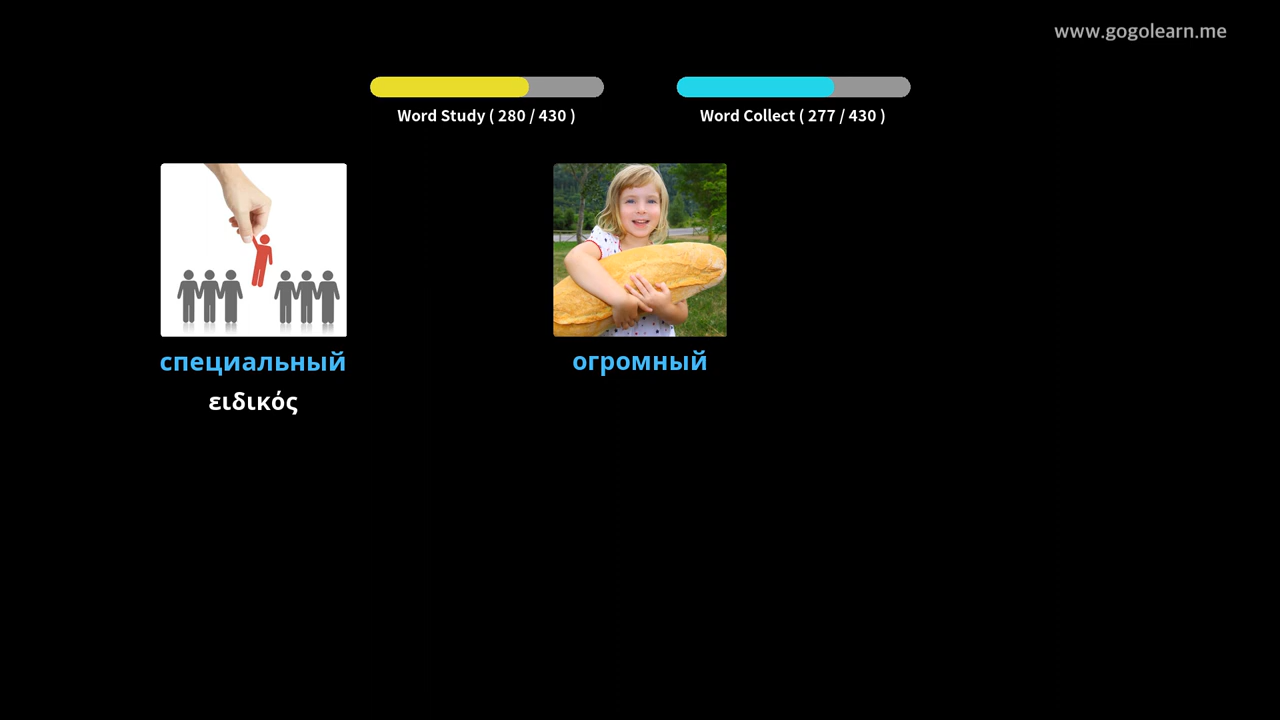 www.gogolearn.me
Word Study ( 280 / 430 )
Word Collect ( 277 / 430 )
специальный
ειδικός
огромный